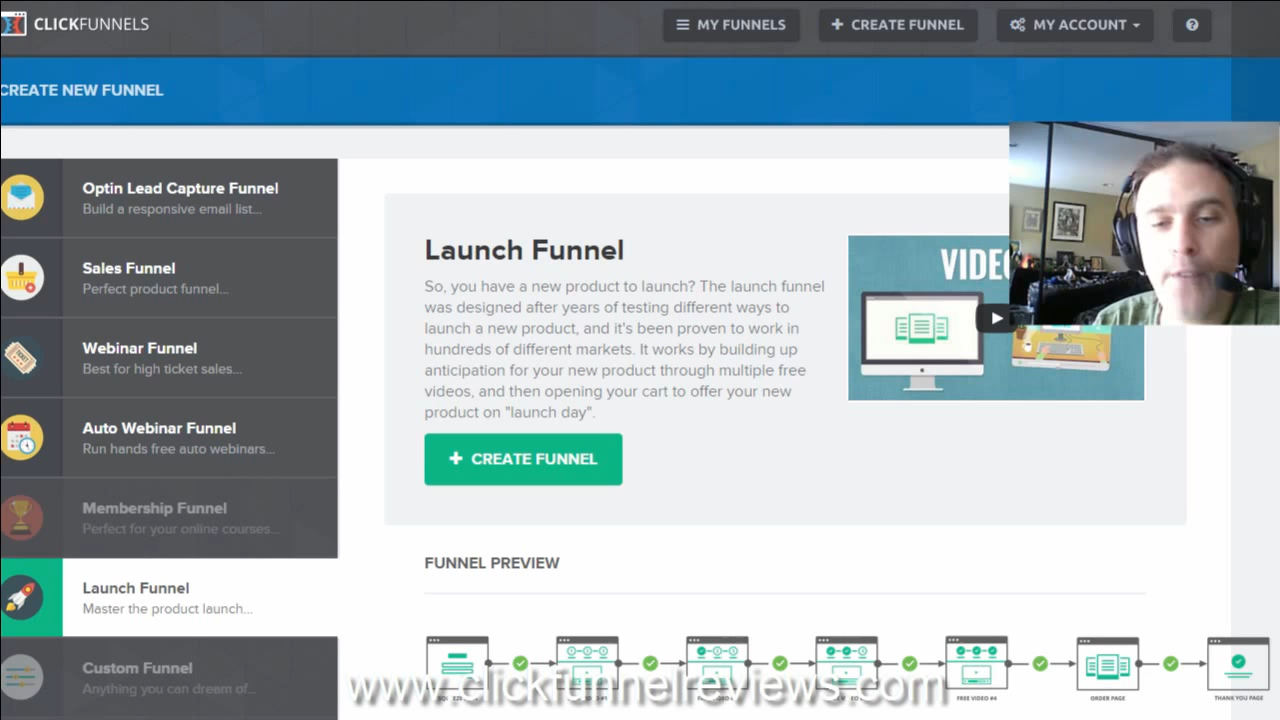 CLICKFUNNELS
MY FUNNELS
CREATE FUNNEL
MY ACCOUNT
CREATE NEW FUNNEL
Optin Lead Capture Funnel
Build a responsive email list...
Sales Funnel
Perfect product funnel...
Webinar Funnel
Best for high ticket sales...
Auto Webinar Funnel
Run hands free auto webinars...
Membership Funnel
Perfect for your online courses...
Launch Funnel
Master the product launch...
Custom Funnel
Anything you can dream of...
Launch Funnel
So, you have a new product to launch? The launch funnel
was designed after years of testing different ways to
launch a new product, and it's been proven to work in
hundreds of different markets. It works by building up
anticipation for your new product through multiple free
videos, and then opening your cart to offer your new
product on "launch day".
+ CREATE FUNNEL
FUNNEL PREVIEW
FREE VIDEO #4
ORDER PAGE
THANK YOU PAGE
www.clickfunnelreviews.com